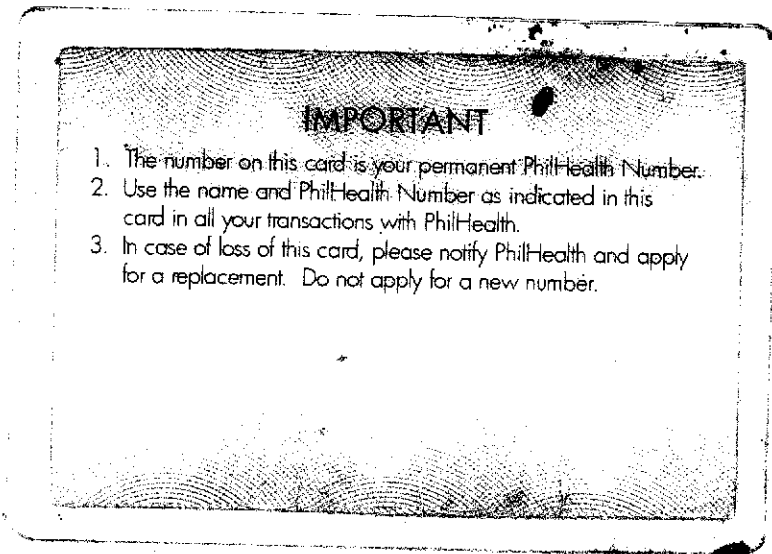 IMPORTANT
1. The number on this card is your permanent PhilHealth Number.
2. Use the name and PhilHealth Number as indicated in this
card in all your transactions with PhilHealth.
3. In case of loss of this card, please notify PhilHealth and apply
for a replacement. Do not apply for a new number.